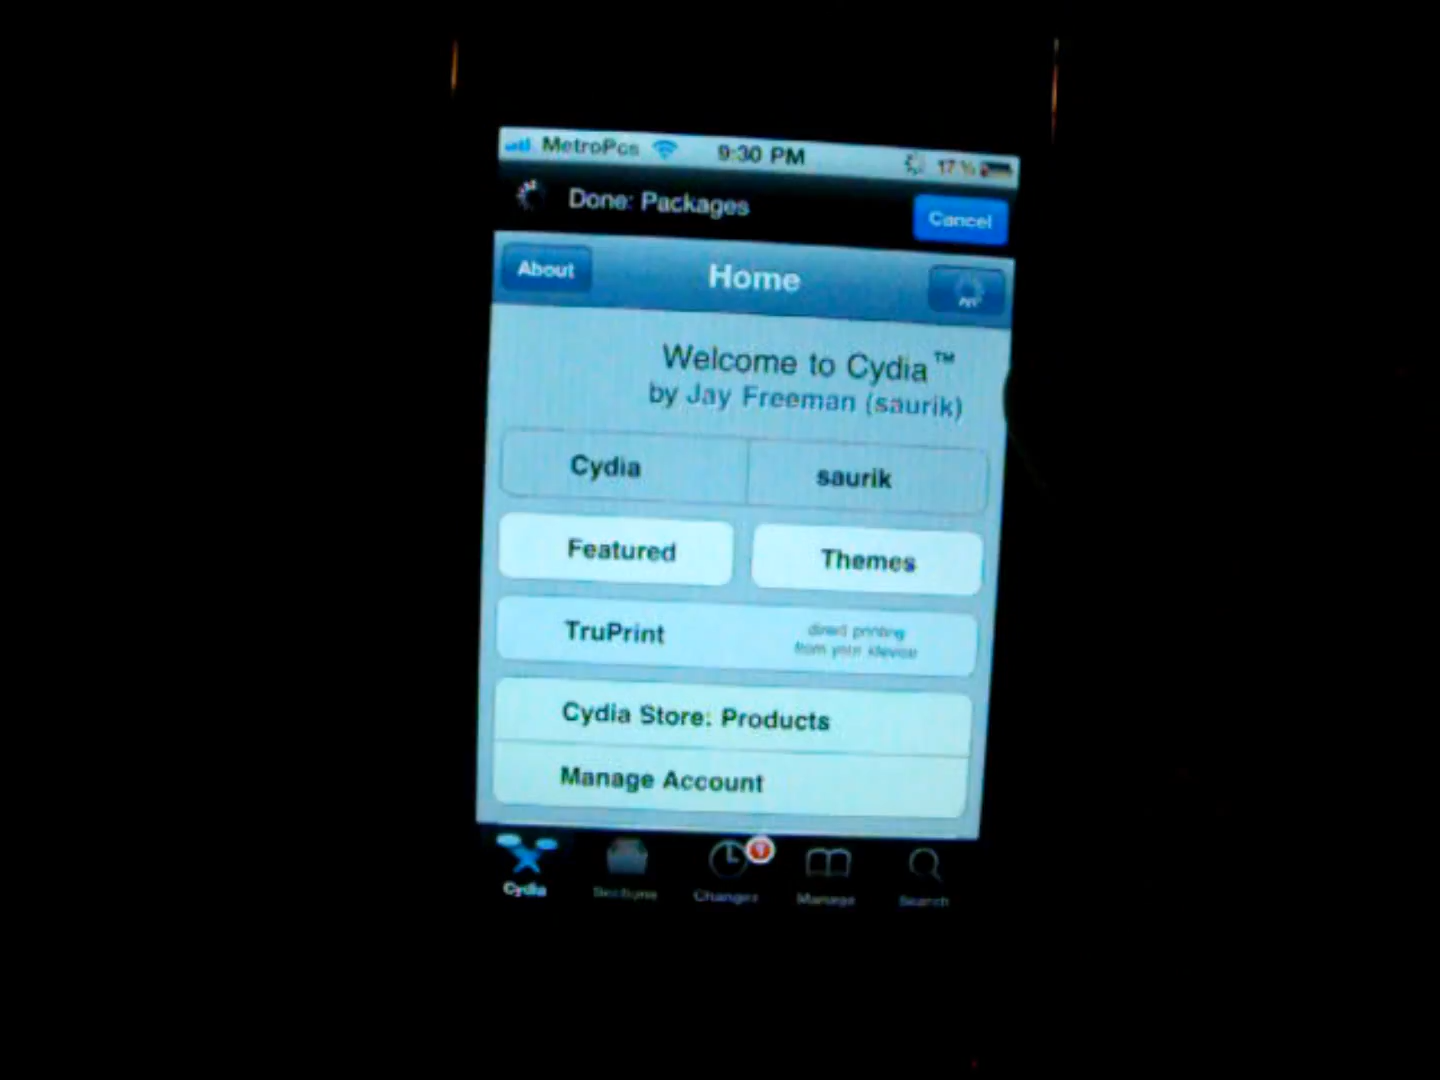 MetroPcs 9:30 PM 17%
Done: Packages Cancel
About Home
Welcome to Cydia™
by Jay Freeman (saurik)
Cydia saurik
Featured Themes
TruPrint direct printing
from your idevice
Cydia Store: Products
Manage Account
Cydia Sections Changes Manage Search